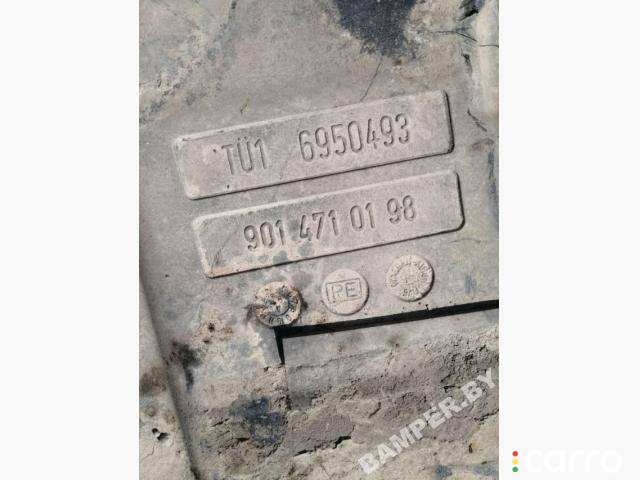 TÜ1 6950493
901 471 01 98
PE
BAMPER.BY
carro